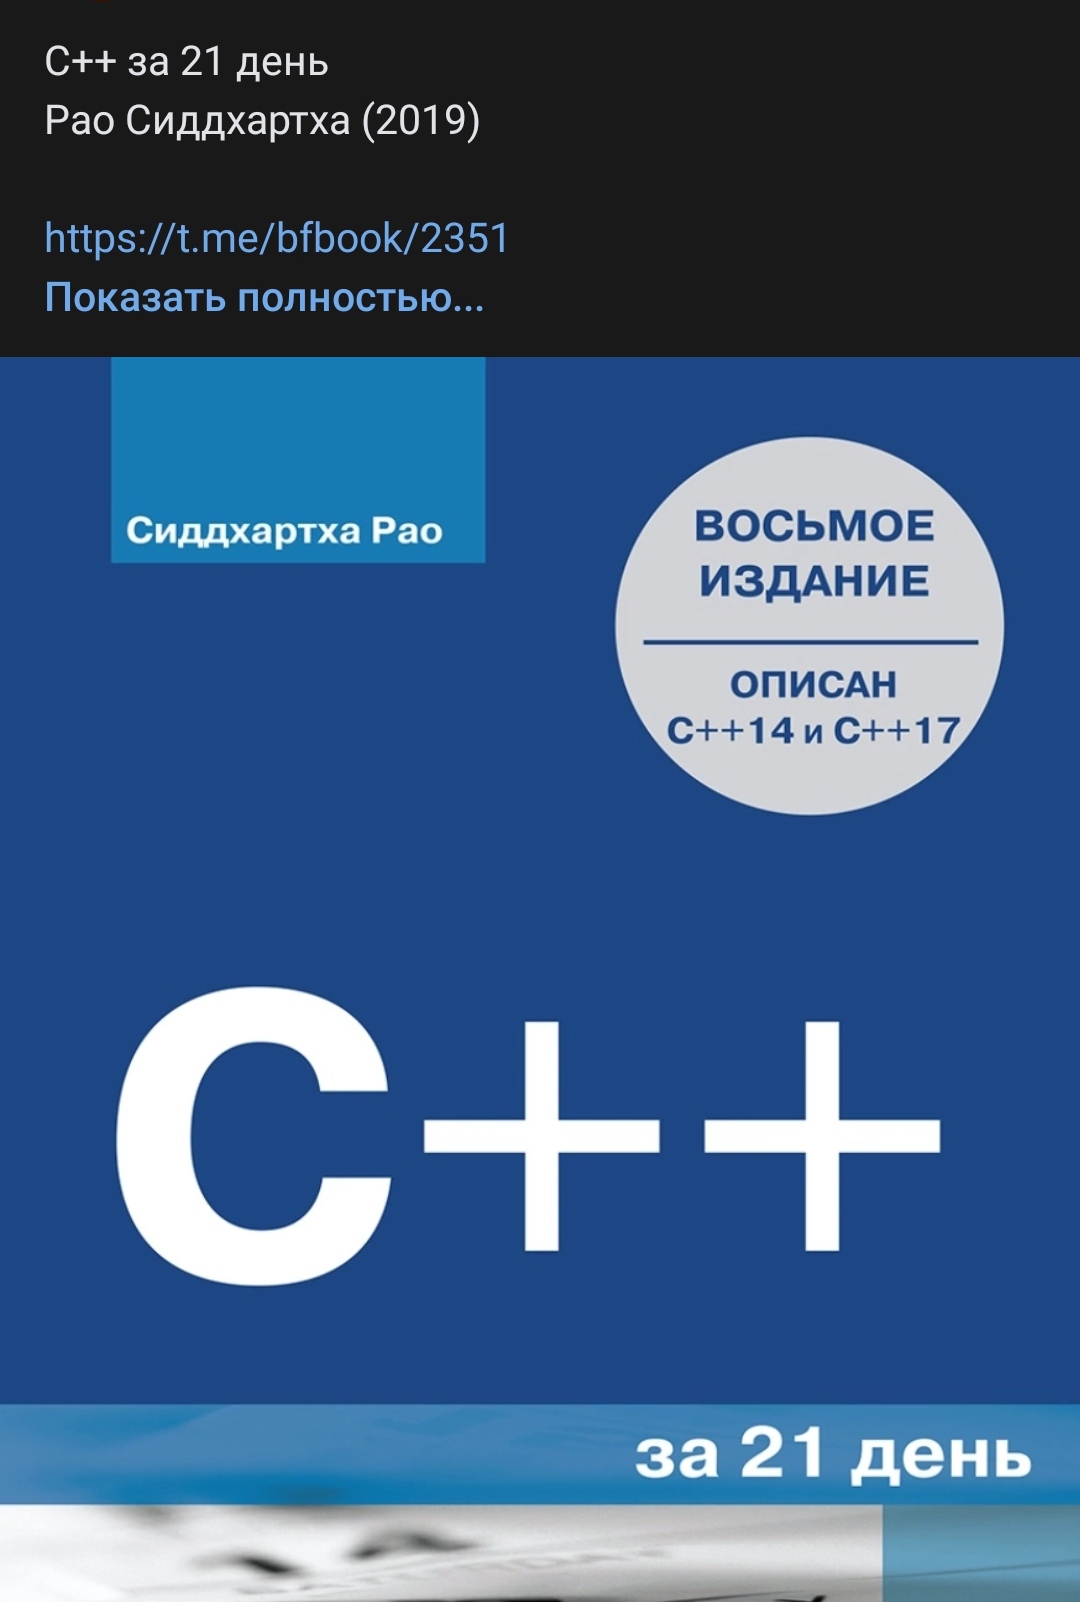 C++ за 21 день
Рао Сиддхартха (2019)
https://t.me/bfbook/2351
Показать полностью...
Сиддхартха Рао
ВОСЬМОЕ
ИЗДАНИЕ
ОПИСАН
C++14 и C++17
C++
за 21 день